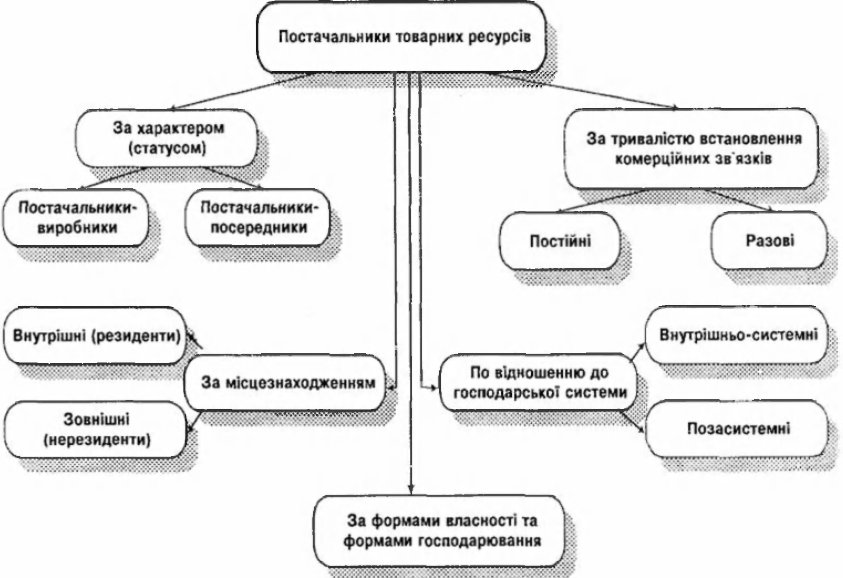 Постачальники товарних ресурсів
За характером
(статусом)
За тривалістю встановлення
комерційних зв`язків
Постачальники-
виробники
Постачальники-
посередники
Постійні
Разові
Внутрішні (резиденти)
Внутрішньо-системні
За місцезнаходженням
По відношенню до
господарської системи
Зовнішні
(нерезиденти)
Позасистемні
За формами власності та
формами господарювання